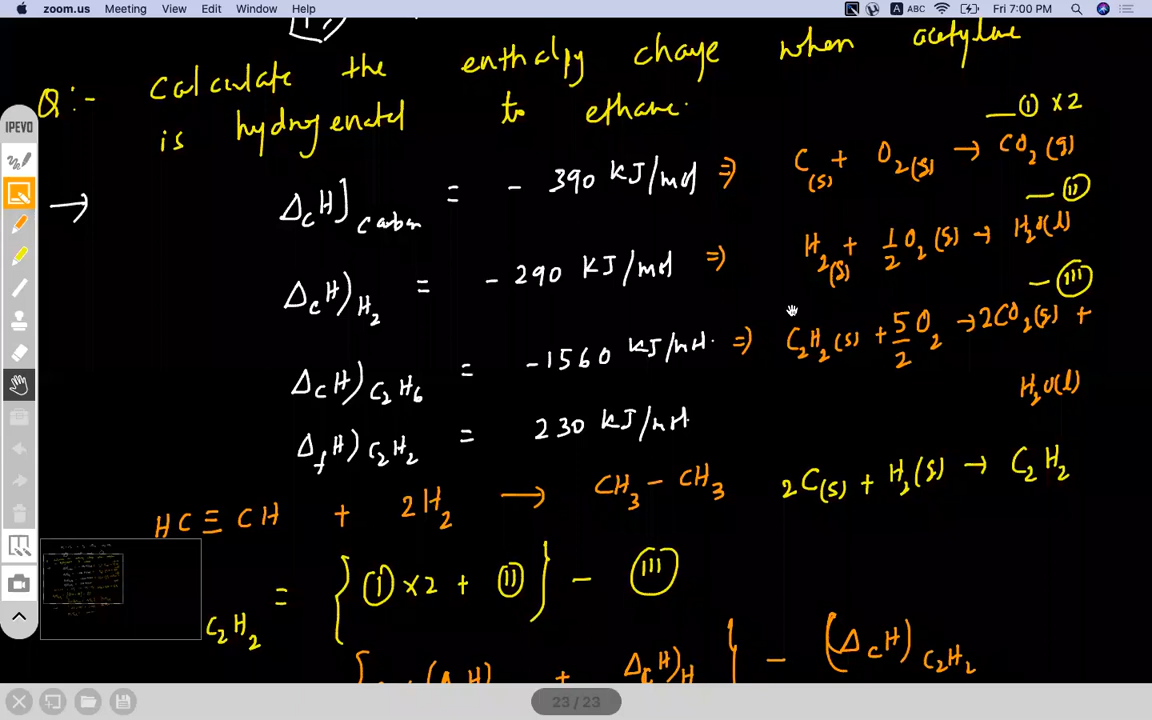 zoom.us Meeting View Edit Window Help A ABC Fri 7:00 PM
IPEVO
Q:- Calculate the enthalpy change when acetylene
is hydrogenated to ethane.
→ ΔcH]Carbon = - 390 KJ/mol ⇒ C(s) + O2(g) → CO2(g) — Ⓘ ×2
ΔcH)H2 = - 290 KJ/mol ⇒ H2(g) + 1/2 O2(g) → H2O(l) — Ⓘⓘ
ΔcH)C2H6 = -1560 KJ/mol. ⇒ C2H2(g) + 5/2 O2 → 2CO2(g) + H2O(l) — III
ΔfH)C2H2 = 230 KJ/mol
2C(s) + H2(g) → C2H2
HC≡CH + 2H2 → CH3-CH3
C2H2 = { I ×2 + II } - III
+ ΔcH)H } - (ΔcH)C2H2
23 / 23